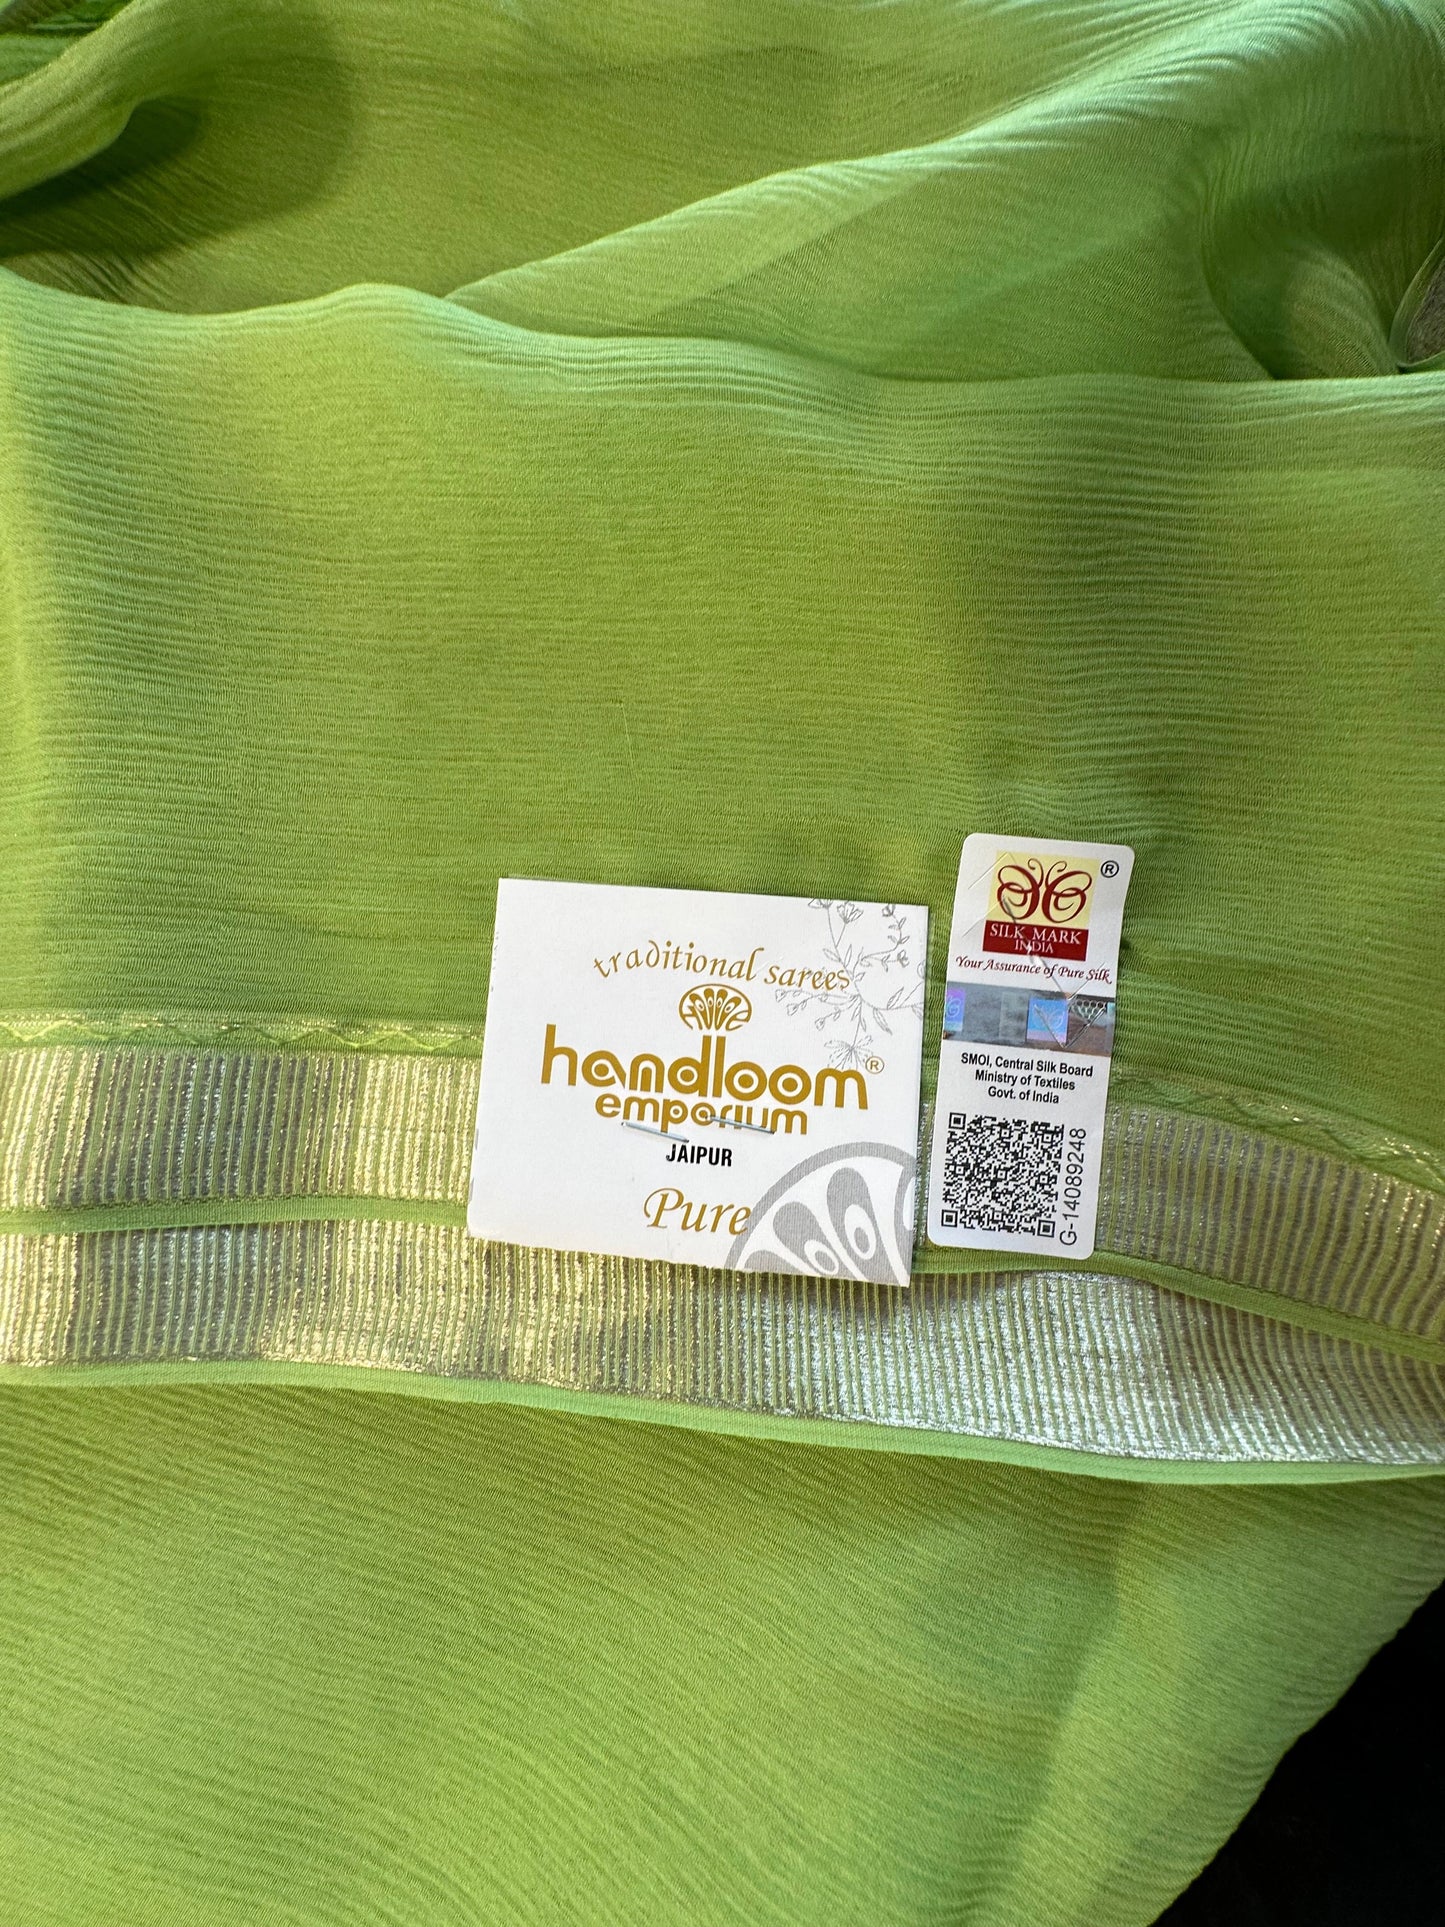 traditional sarees
handloom®
emporium
JAIPUR
Pure
®
SILK MARK
INDIA
Your Assurance of Pure Silk
SMOI, Central Silk Board
Ministry of Textiles
Govt. of India
G-14089248